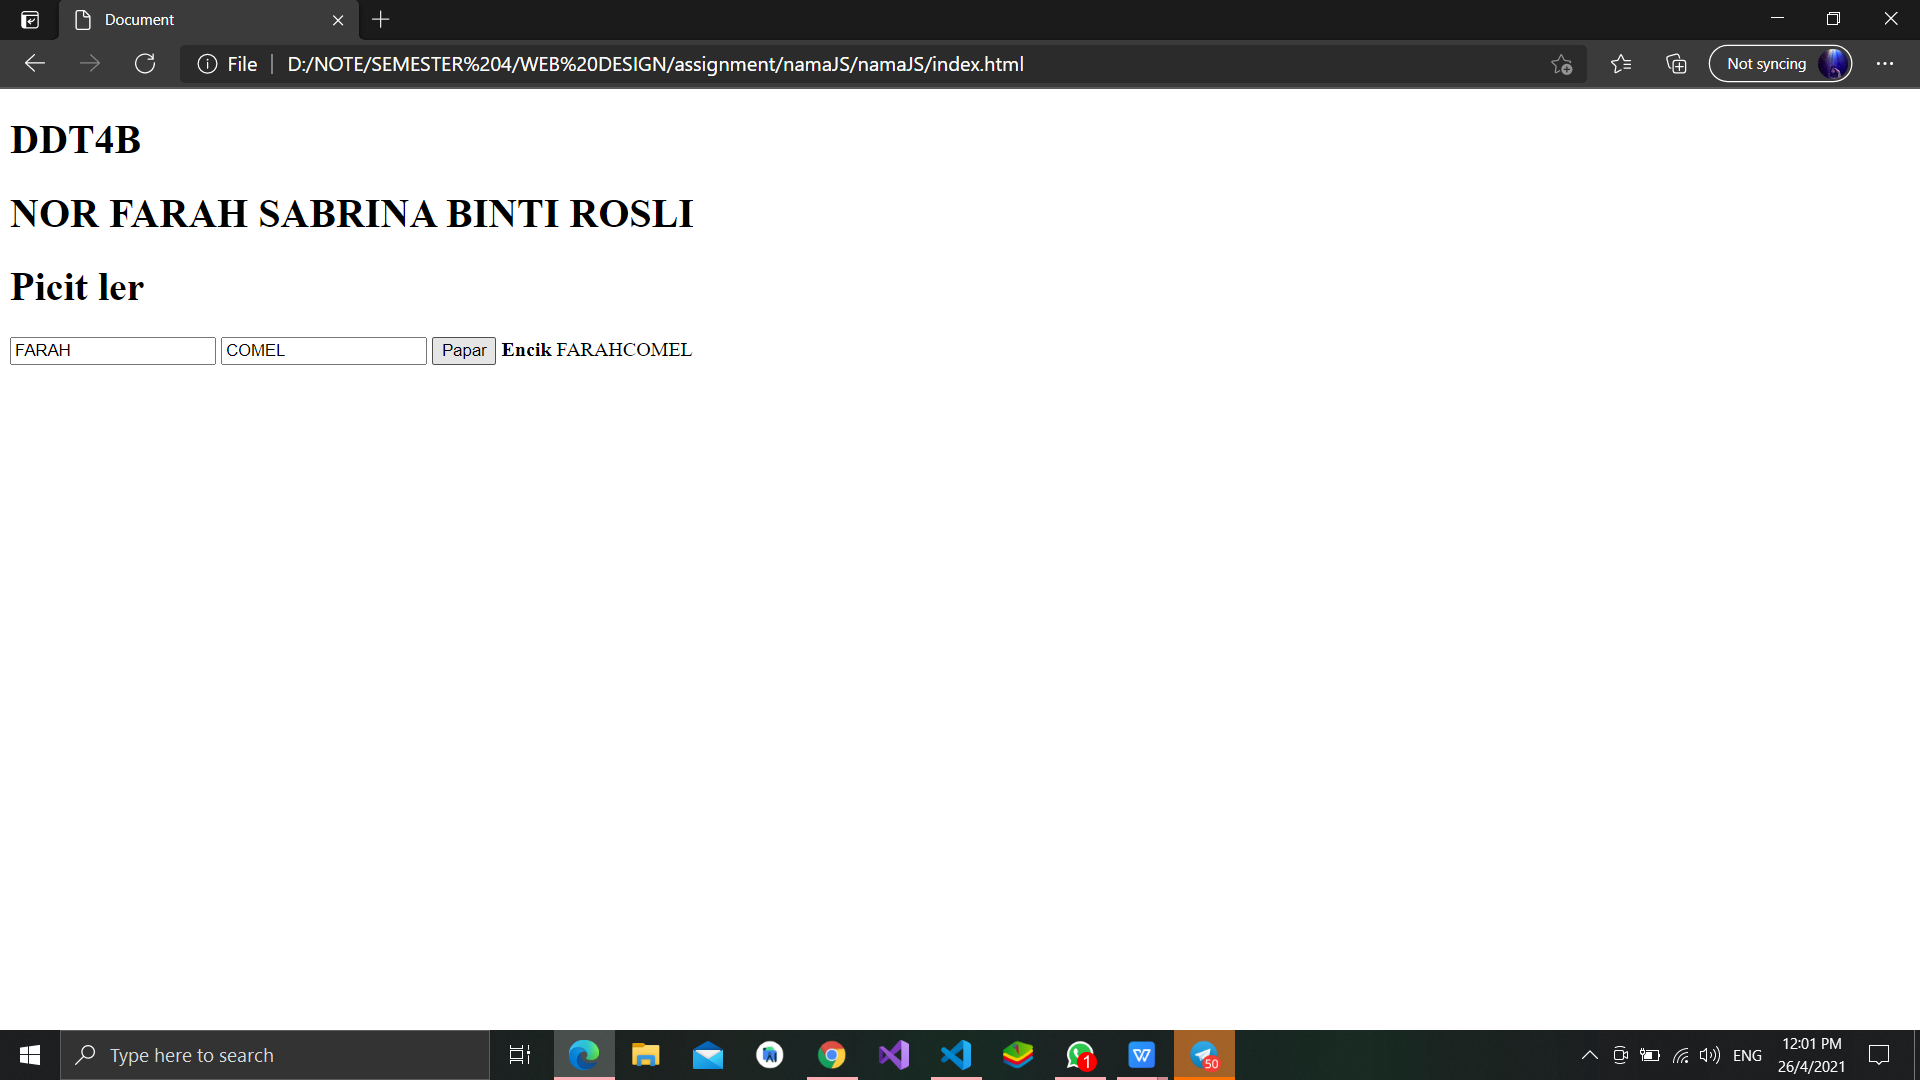 Document
File
D:/NOTE/SEMESTER%204/WEB%20DESIGN/assignment/namaJS/namaJS/index.html
Not syncing
DDT4B
NOR FARAH SABRINA BINTI ROSLI
Picit ler
FARAH COMEL Papar Encik FARAHCOMEL
Type here to search
1
50
ENG
12:01 PM
26/4/2021